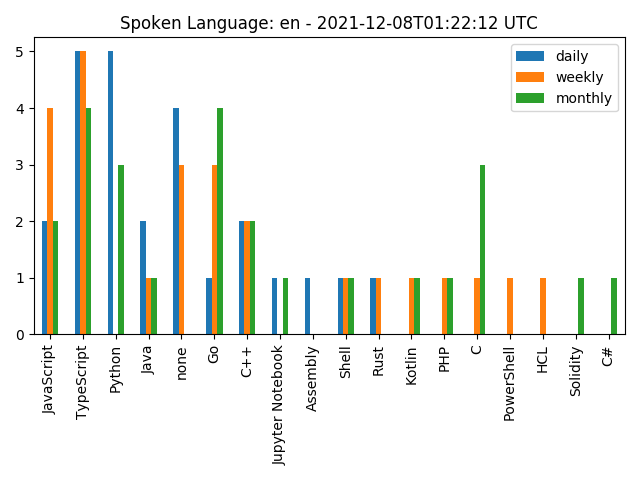 Spoken Language: en - 2021-12-08T01:22:12 UTC
daily
weekly
monthly
5
4
3
2
1
0
JavaScript
TypeScript
Python
Java
none
Go
C++
Jupyter Notebook
Assembly
Shell
Rust
Kotlin
PHP
C
PowerShell
HCL
Solidity
C#